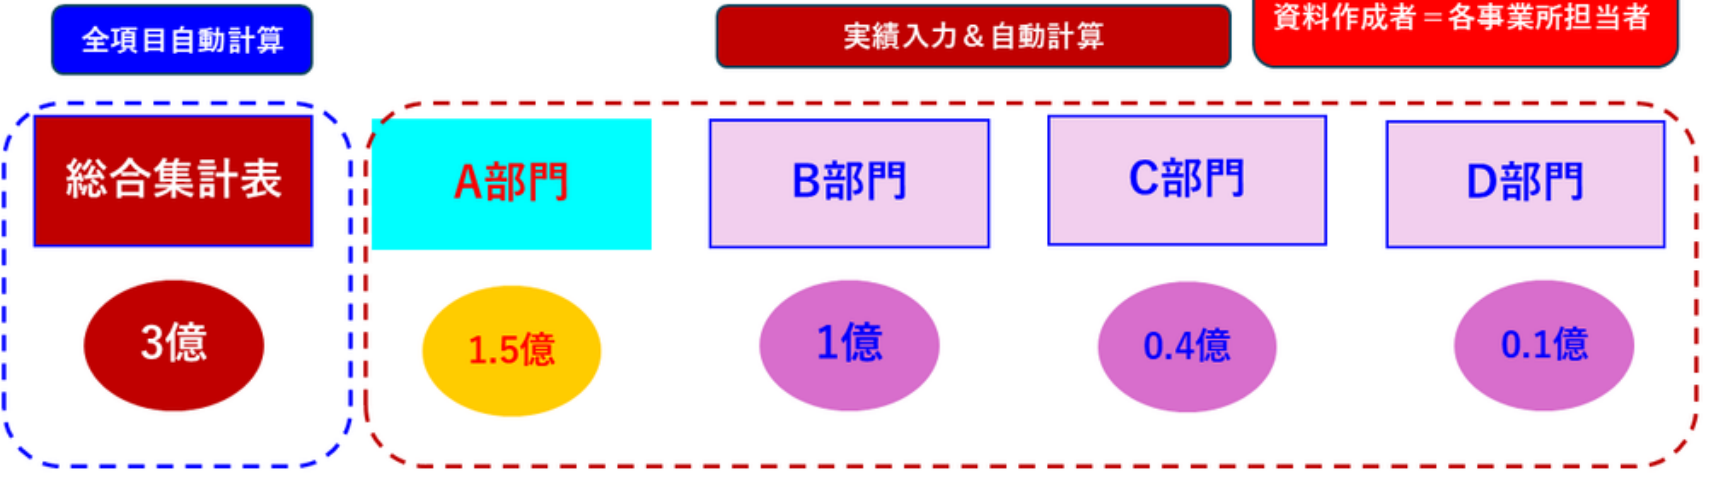 全項目自動計算
実績入力＆自動計算
資料作成者＝各事業所担当者
総合集計表
A部門
B部門
C部門
D部門
3億
1.5億
1億
0.4億
0.1億